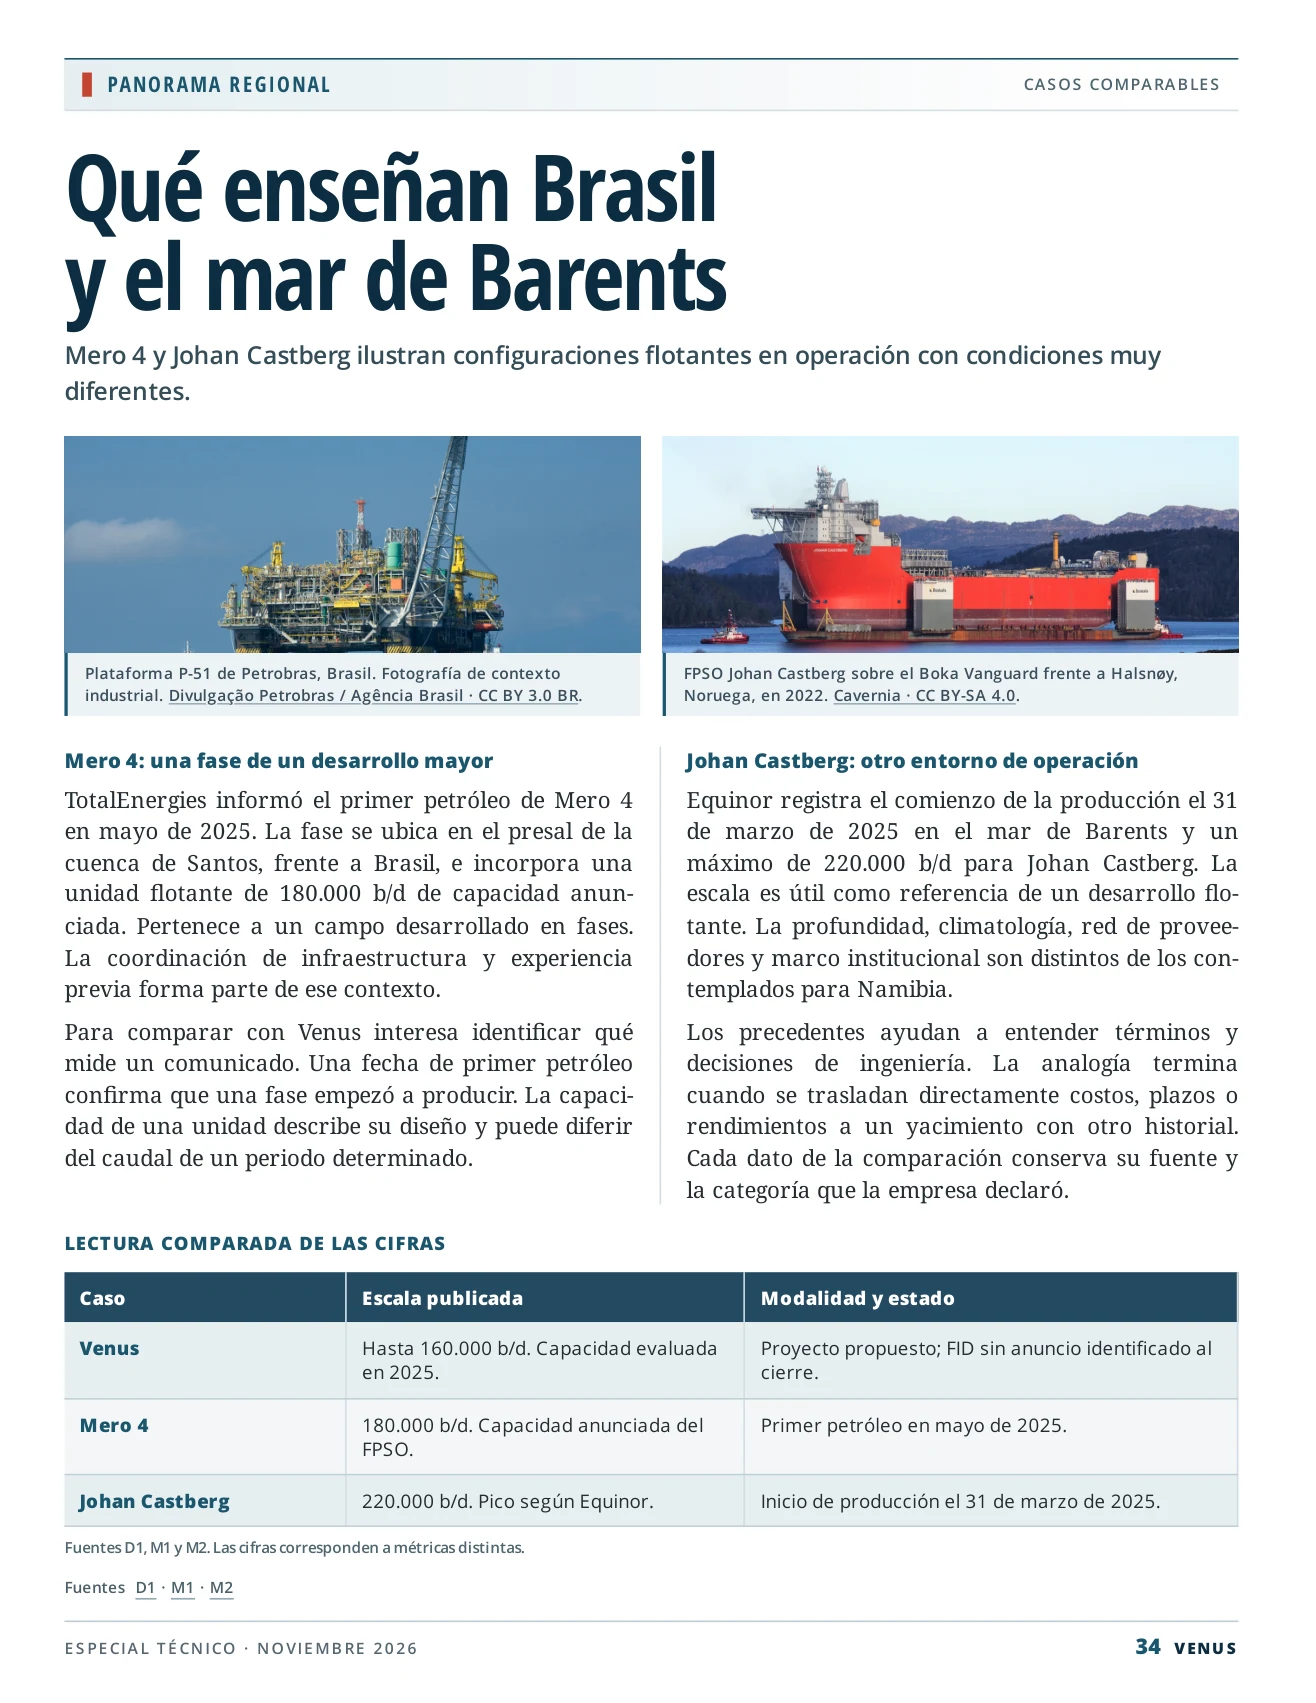 PANORAMA REGIONAL
CASOS COMPARABLES
Qué enseñan Brasil
y el mar de Barents
Mero 4 y Johan Castberg ilustran configuraciones flotantes en operación con condiciones muy
diferentes.
JOHAN CASTBERG
Plataforma P-51 de Petrobras, Brasil. Fotografía de contexto
industrial. Divulgação Petrobras / Agência Brasil · CC BY 3.0 BR.
FPSO Johan Castberg sobre el Boka Vanguard frente a Halsnøy,
Noruega, en 2022. Cavernia · CC BY-SA 4.0.
Mero 4: una fase de un desarrollo mayor
TotalEnergies informó el primer petróleo de Mero 4
en mayo de 2025. La fase se ubica en el presal de la
cuenca de Santos, frente a Brasil, e incorpora una
unidad flotante de 180.000 b/d de capacidad anun-
ciada. Pertenece a un campo desarrollado en fases.
La coordinación de infraestructura y experiencia
previa forma parte de ese contexto.
Para comparar con Venus interesa identificar qué
mide un comunicado. Una fecha de primer petróleo
confirma que una fase empezó a producir. La capaci-
dad de una unidad describe su diseño y puede diferir
del caudal de un periodo determinado.
Johan Castberg: otro entorno de operación
Equinor registra el comienzo de la producción el 31
de marzo de 2025 en el mar de Barents y un
máximo de 220.000 b/d para Johan Castberg. La
escala es útil como referencia de un desarrollo flo-
tante. La profundidad, climatología, red de provee-
dores y marco institucional son distintos de los con-
templados para Namibia.
Los precedentes ayudan a entender términos y
decisiones de ingeniería. La analogía termina
cuando se trasladan directamente costos, plazos o
rendimientos a un yacimiento con otro historial.
Cada dato de la comparación conserva su fuente y
la categoría que la empresa declaró.
LECTURA COMPARADA DE LAS CIFRAS
Caso
Escala publicada
Modalidad y estado
Venus
Hasta 160.000 b/d. Capacidad evaluada
en 2025.
Proyecto propuesto; FID sin anuncio identificado al
cierre.
Mero 4
180.000 b/d. Capacidad anunciada del
FPSO.
Primer petróleo en mayo de 2025.
Johan Castberg
220.000 b/d. Pico según Equinor.
Inicio de producción el 31 de marzo de 2025.
Fuentes D1, M1 y M2. Las cifras corresponden a métricas distintas.
Fuentes D1 · M1 · M2
ESPECIAL TÉCNICO · NOVIEMBRE 2026
34 VENUS